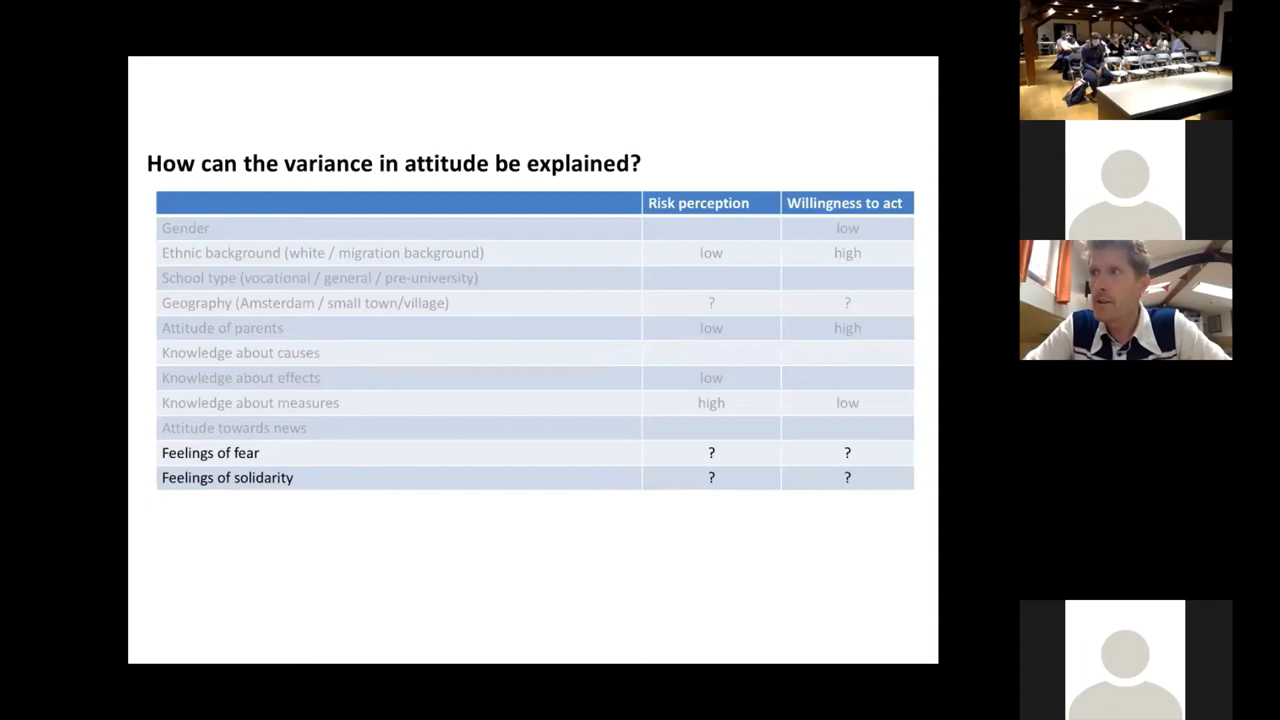 How can the variance in attitude be explained?
Risk perception Willingness to act
Gender low
Ethnic background (white / migration background) low high
School type (vocational / general / pre-university)
Geography (Amsterdam / small town/village) ? ?
Attitude of parents low high
Knowledge about causes
Knowledge about effects low
Knowledge about measures high low
Attitude towards news
Feelings of fear ? ?
Feelings of solidarity ? ?